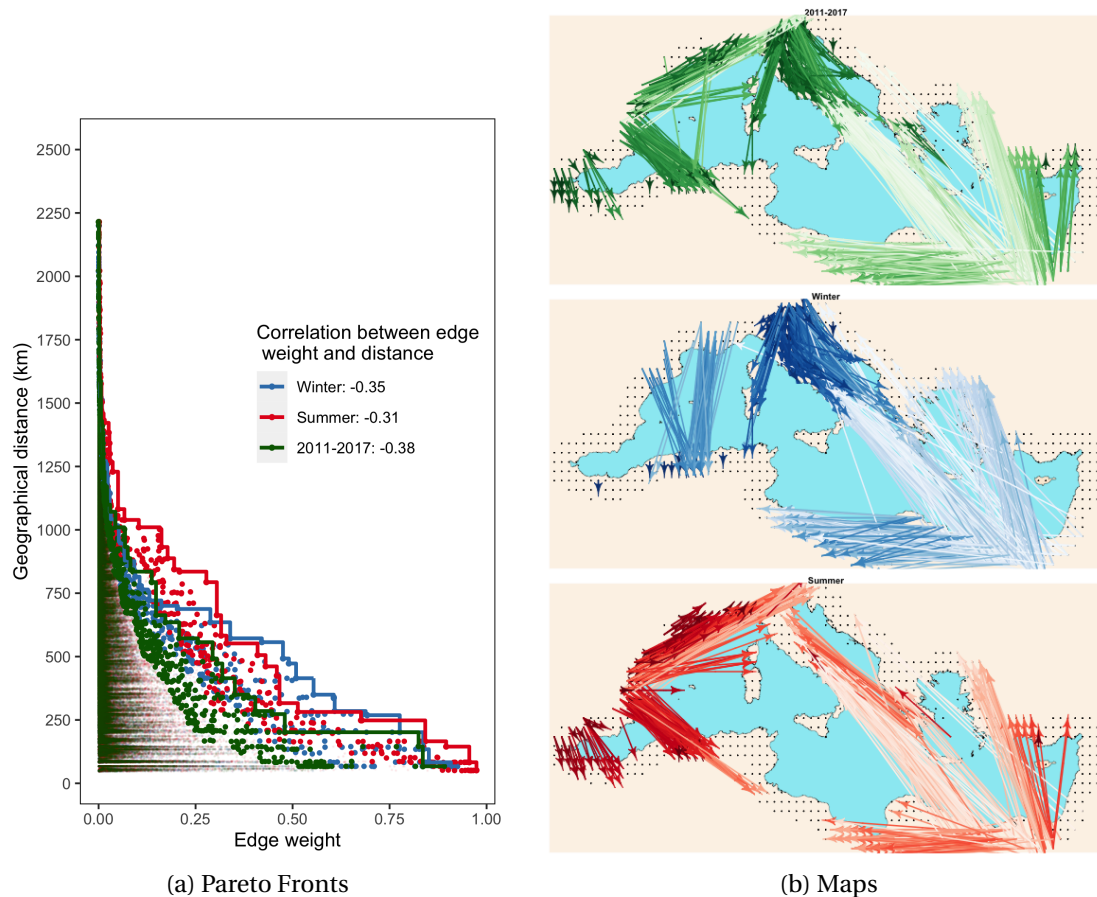 2500
2250
2000
1750
1500
1250
1000
750
500
250
0
Geographical distance (km)
0.00
0.25
0.50
0.75
1.00
Edge weight
Correlation between edge
weight and distance
Winter: -0.35
Summer: -0.31
2011-2017: -0.38
(a) Pareto Fronts
2011-2017
Winter
Summer
(b) Maps